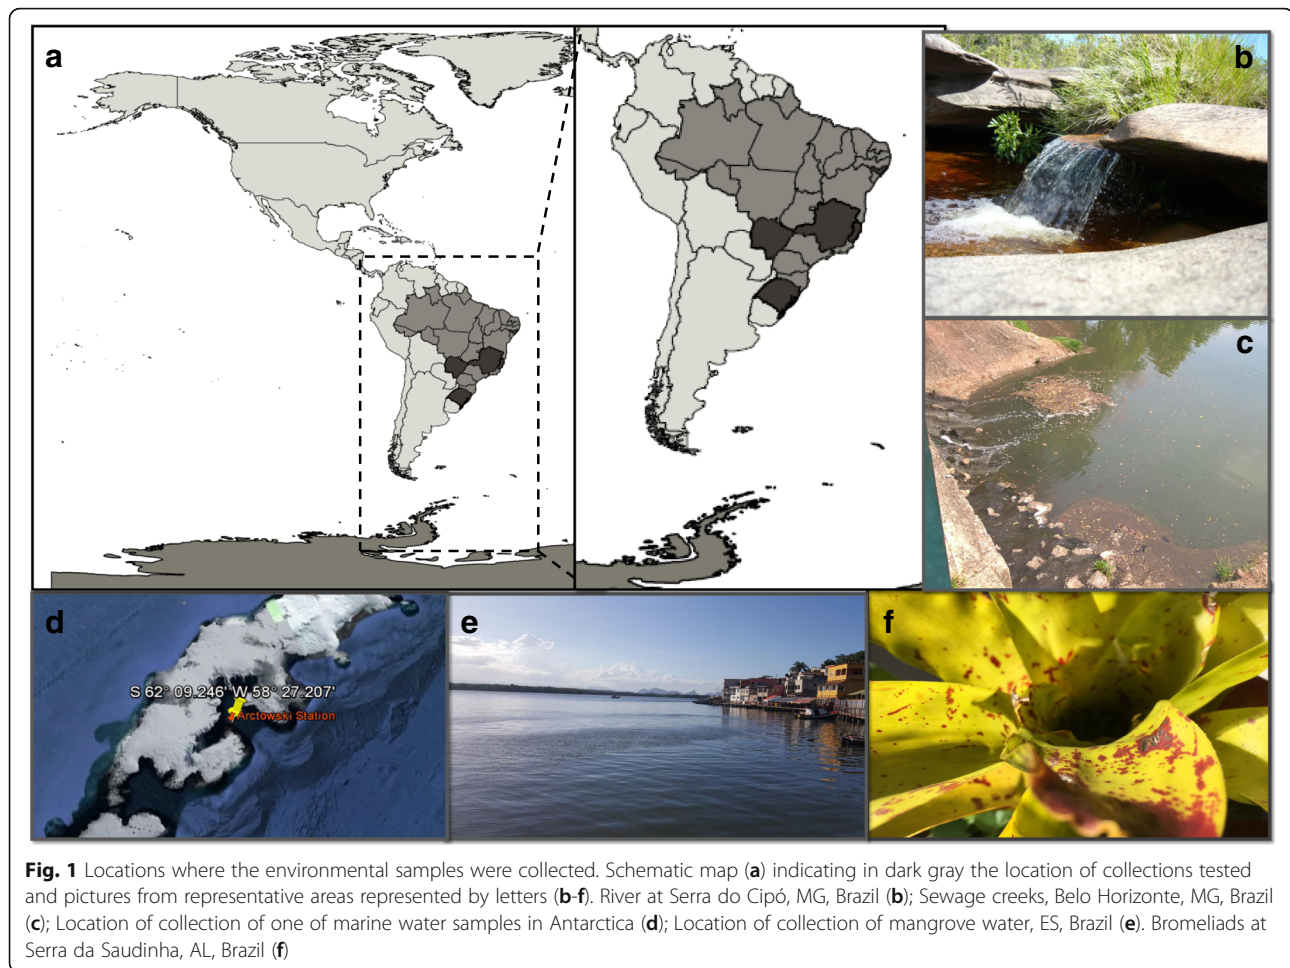 a
b
c
d
S 62° 09.246' W 58° 27.207'
Arctowski Station
e
f
Fig. 1 Locations where the environmental samples were collected. Schematic map (a) indicating in dark gray the location of collections tested
and pictures from representative areas represented by letters (b-f). River at Serra do Cipó, MG, Brazil (b); Sewage creeks, Belo Horizonte, MG, Brazil
(c); Location of collection of one of marine water samples in Antarctica (d); Location of collection of mangrove water, ES, Brazil (e). Bromeliads at
Serra da Saudinha, AL, Brazil (f)